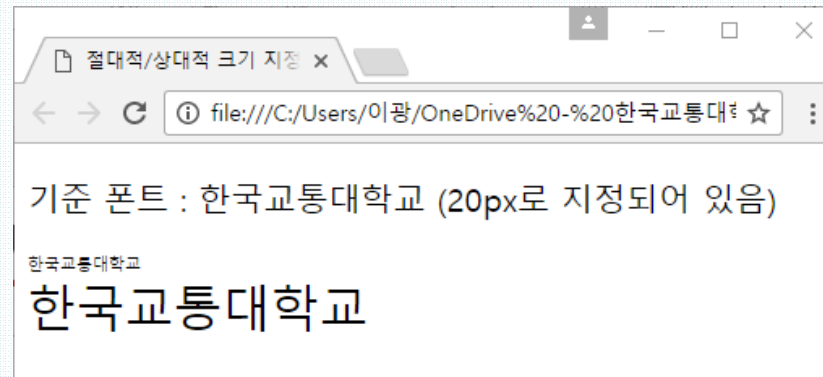 절대적/상대적 크기 지정
file:///C:/Users/이광/OneDrive%20-%20한국교통대
기준 폰트 : 한국교통대학교 (20px로 지정되어 있음)
한국교통대학교
한국교통대학교